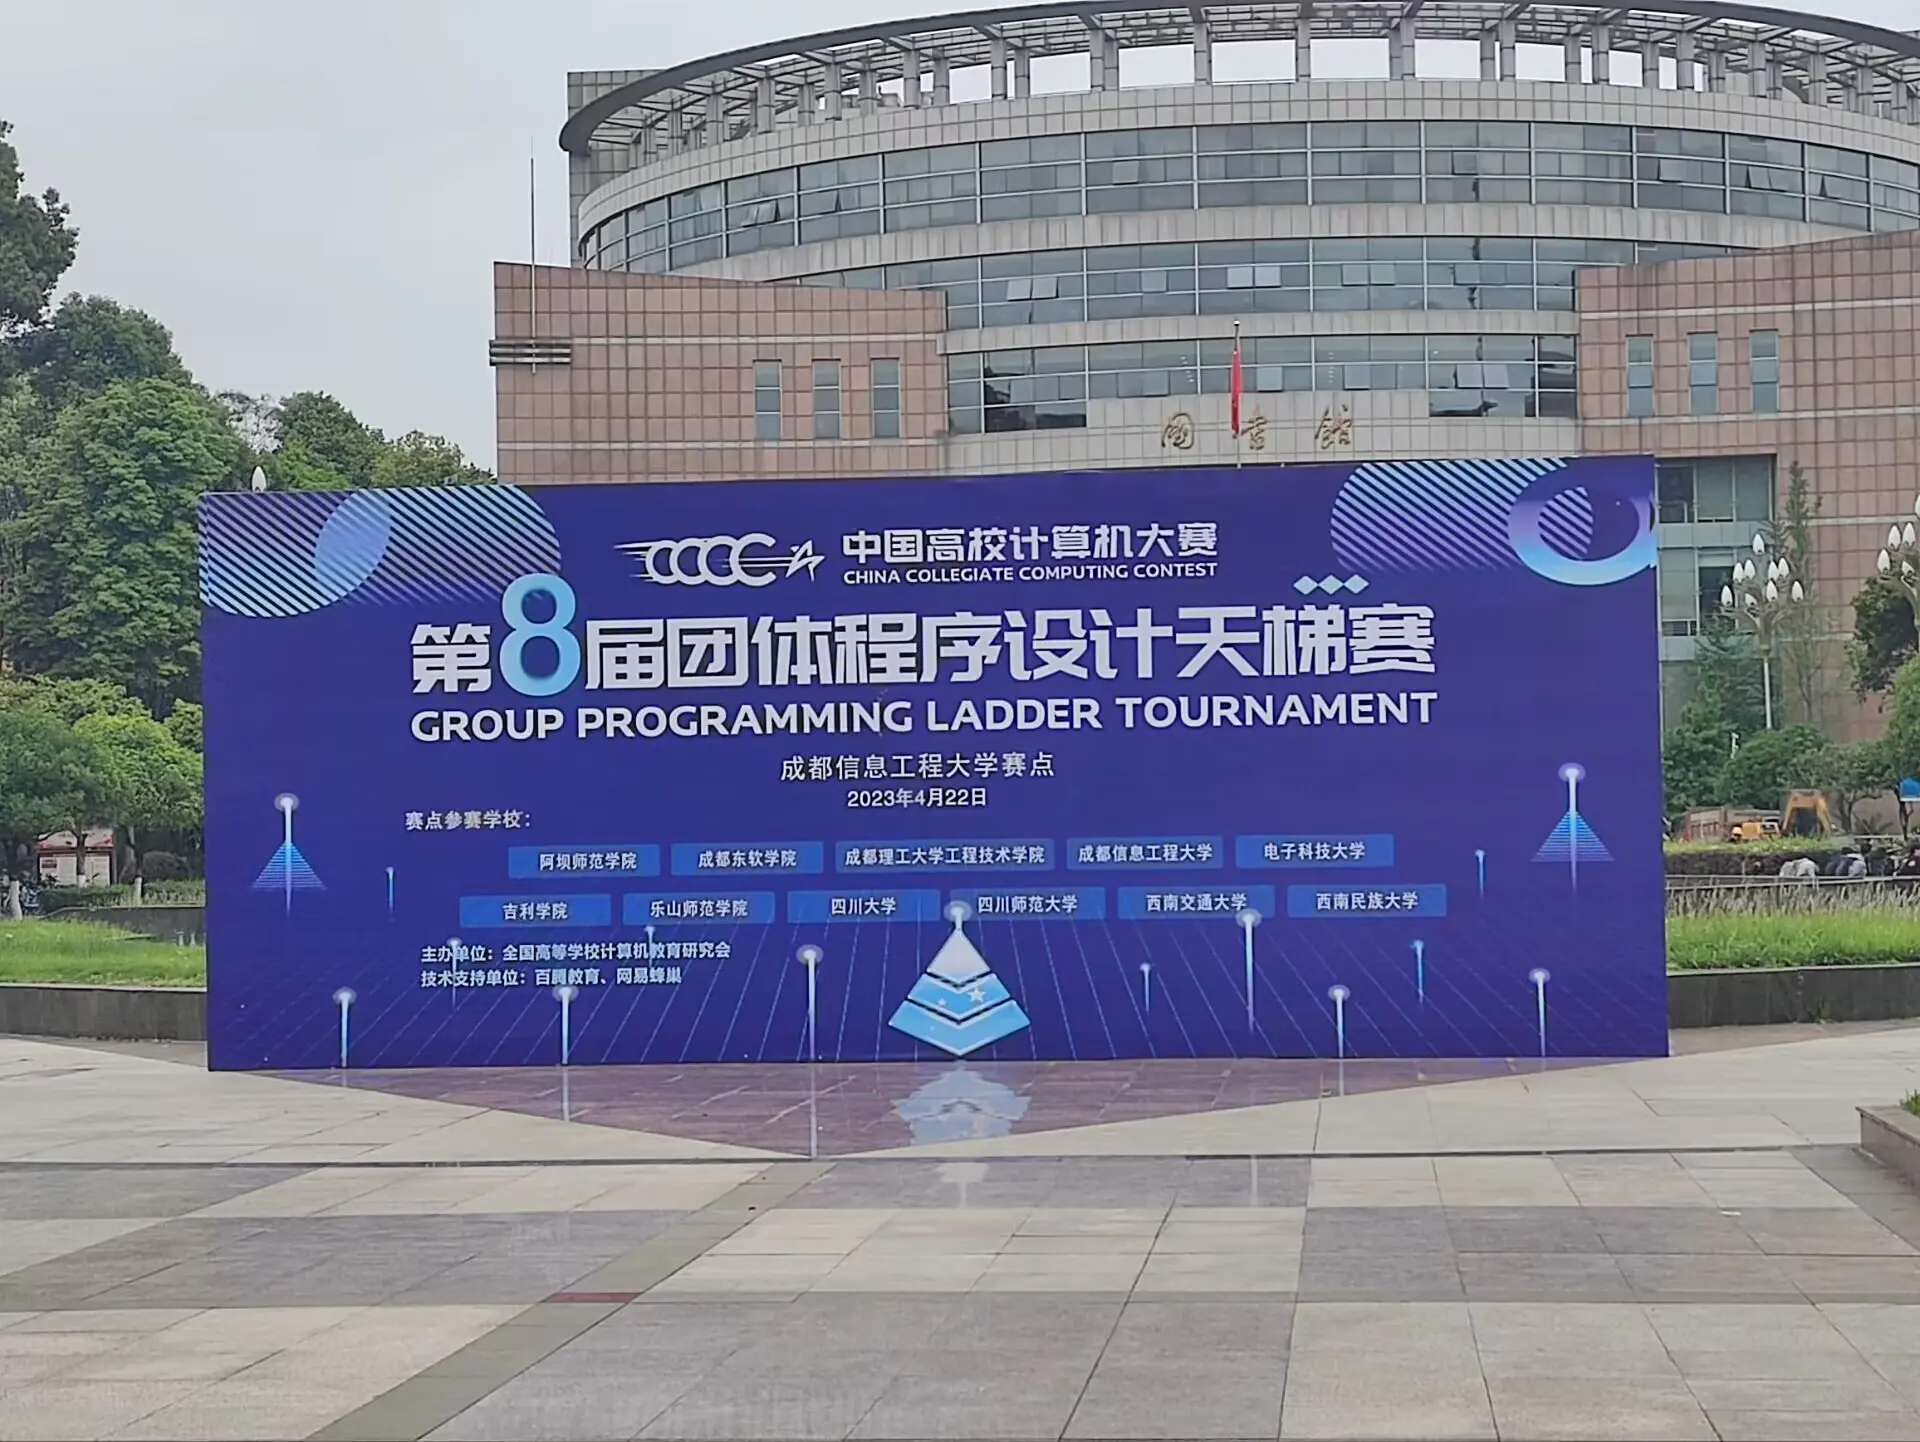 图书馆
CCCC 中国高校计算机大赛
CHINA COLLEGIATE COMPUTING CONTEST
第8届团体程序设计天梯赛
GROUP PROGRAMMING LADDER TOURNAMENT
成都信息工程大学赛点
2023年4月22日
赛点参赛学校：
阿坝师范学院 成都东软学院 成都理工大学工程技术学院 成都信息工程大学 电子科技大学
吉利学院 乐山师范学院 四川大学 四川师范大学 西南交通大学 西南民族大学
主办单位：全国高等学校计算机教育研究会
技术支持单位：百腾教育、网易蜂巢